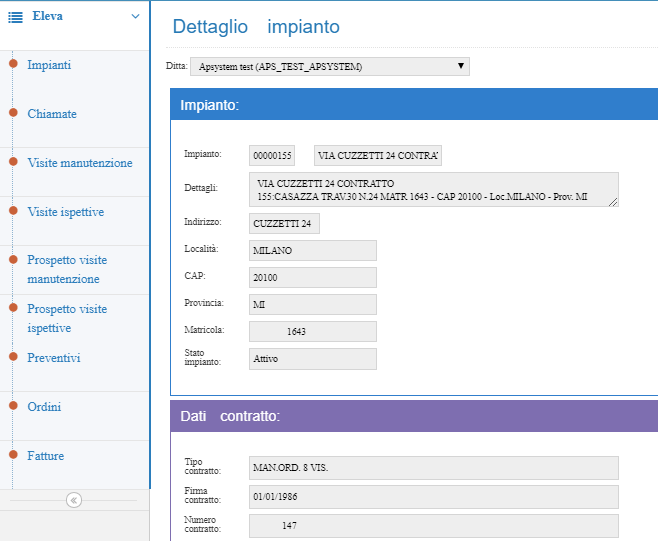 Eleva
Impianti
Chiamate
Visite manutenzione
Visite ispettive
Prospetto visite
manutenzione
Prospetto visite
ispettive
Preventivi
Ordini
Fatture
Dettaglio impianto
Ditta: Apsystem test (APS_TEST_APSYSTEM)
Impianto:
Impianto: 00000155 VIA CUZZETTI 24 CONTRA
Dettagli: VIA CUZZETTI 24 CONTRATTO
155:CASAZZA TRAV.30 N.24 MATR 1643 - CAP 20100 - Loc.MILANO - Prov. MI
Indirizzo: CUZZETTI 24
Località: MILANO
CAP: 20100
Provincia: MI
Matricola: 1643
Stato
impianto: Attivo
Dati contratto:
Tipo
contratto: MAN.ORD. 8 VIS.
Firma
contratto: 01/01/1986
Numero
contratto: 147